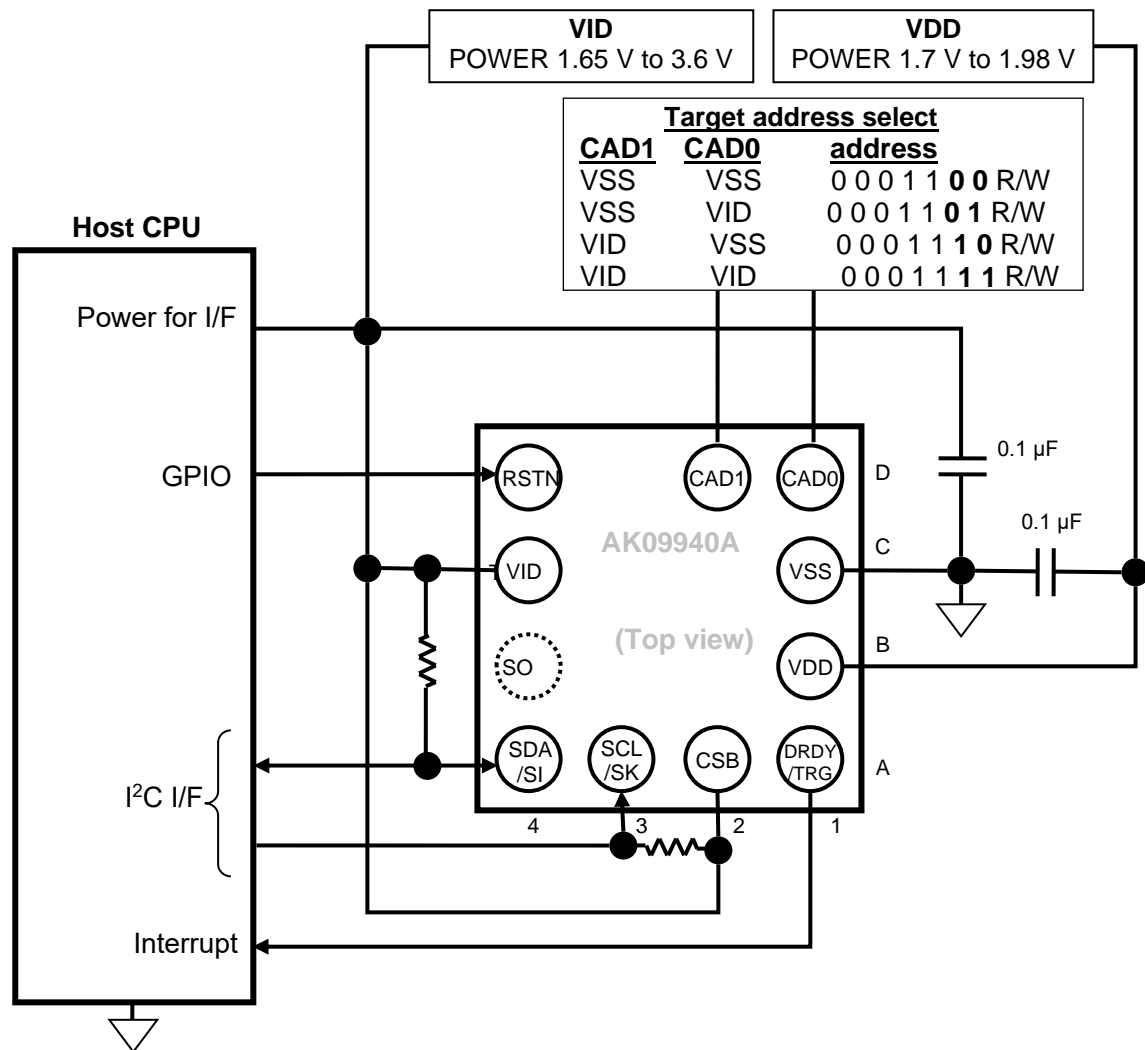 VID
POWER 1.65 V to 3.6 V
VDD
POWER 1.7 V to 1.98 V
Target address select
CAD1 CAD0 address
VSS VSS 0 0 0 1 1 0 0 R/W
VSS VID 0 0 0 1 1 0 1 R/W
VID VSS 0 0 0 1 1 1 0 R/W
VID VID 0 0 0 1 1 1 1 R/W
Host CPU
Power for I/F
GPIO
RSTN
CAD1
CAD0
D
0.1 µF
0.1 µF
AK09940A
VID
VSS
C
(Top view)
SO
VDD
B
SDA
/SI
SCL
/SK
CSB
DRDY
/TRG
A
I²C I/F
4 3 2 1
Interrupt